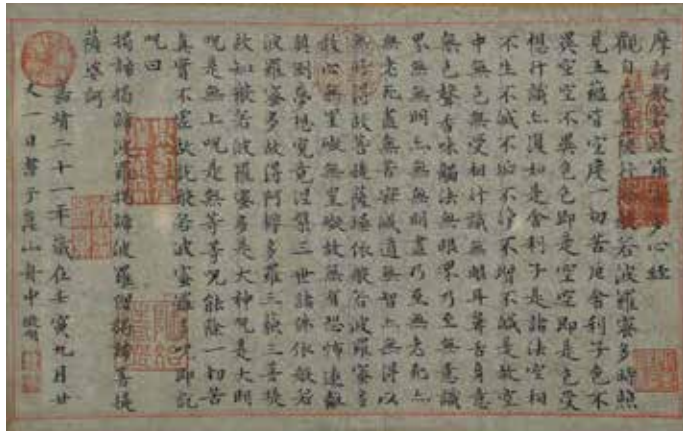 摩訶般若波羅蜜多心經
觀自在菩薩行深般若波羅蜜多時照
見五蘊皆空度一切苦厄舍利子色不
異空空不異色色即是空空即是色受
想行識亦復如是舍利子是諸法空相
不生不滅不垢不淨不增不減是故空
中無色無受想行識無眼耳鼻舌身意
無色聲香味觸法無眼界乃至無意識
界無無明亦無無明盡乃至無老死亦
無老死盡無苦寂滅道無智亦無得以
無所得故菩提薩埵依般若波羅蜜多
故心無罣礙無罣礙故無有恐怖遠離
顛倒夢想究竟涅槃三世諸佛依般若
波羅蜜多故得阿耨多羅三藐三菩提
故知般若波羅蜜多是大神咒是大明
咒是無上咒是無等等咒能除一切苦
真實不虛故說般若波羅蜜多咒即說
咒曰
揭諦揭諦波羅揭諦波羅僧揭諦菩提
薩婆訶
嘉靖二十一年歲在壬寅九月廿
又一日書于崑山舟中徵明